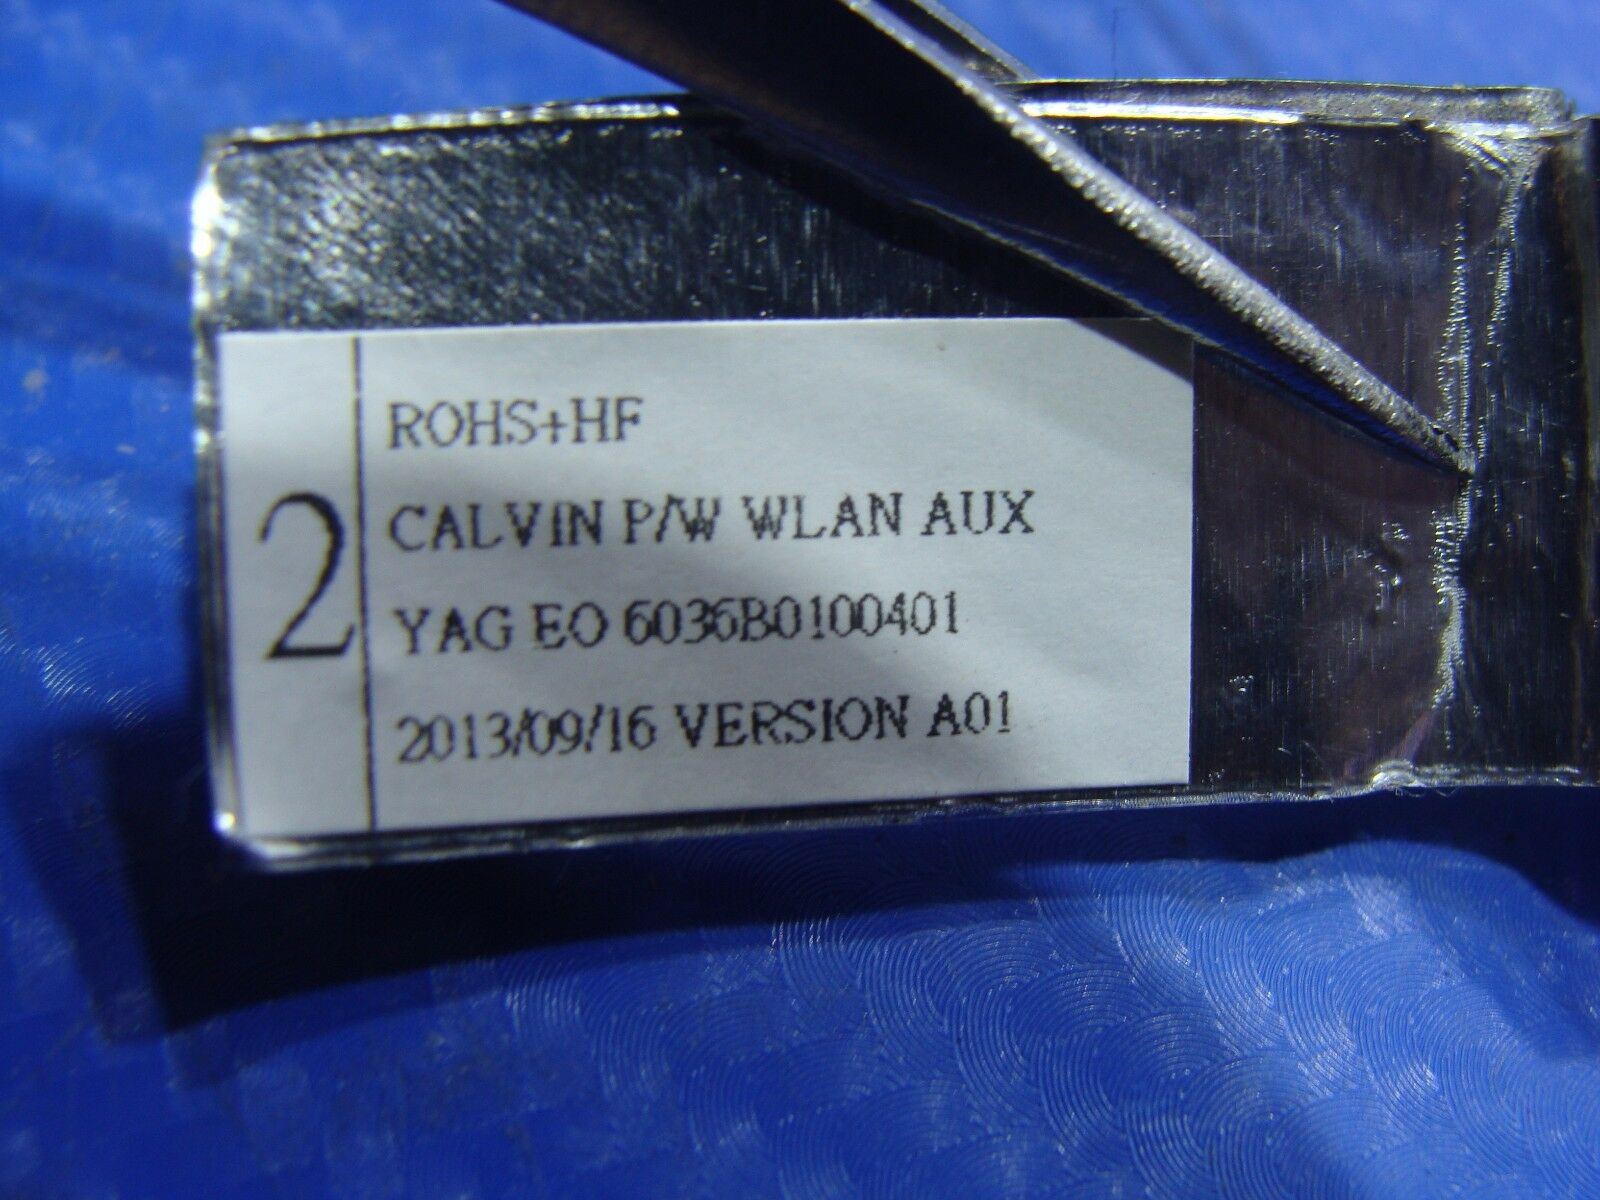 2
ROHS+HF
CALVIN P/W WLAN AUX
YAG EO 6036B0100401
2013/09/16 VERSION A01